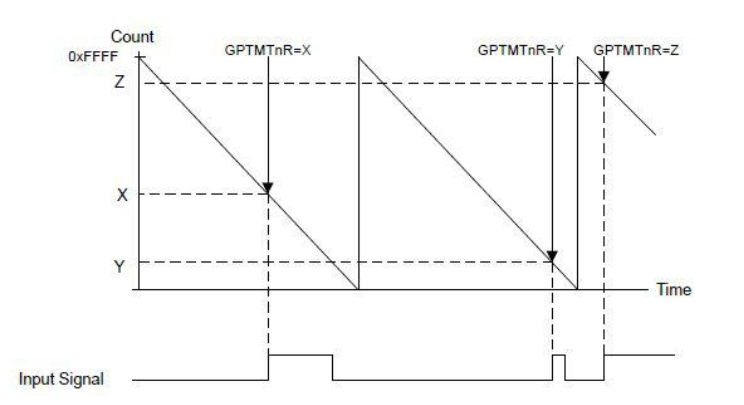 Count
0xFFFF
GPTMTnR=X
GPTMTnR=Y
GPTMTnR=Z
Z
X
Y
Time
Input Signal